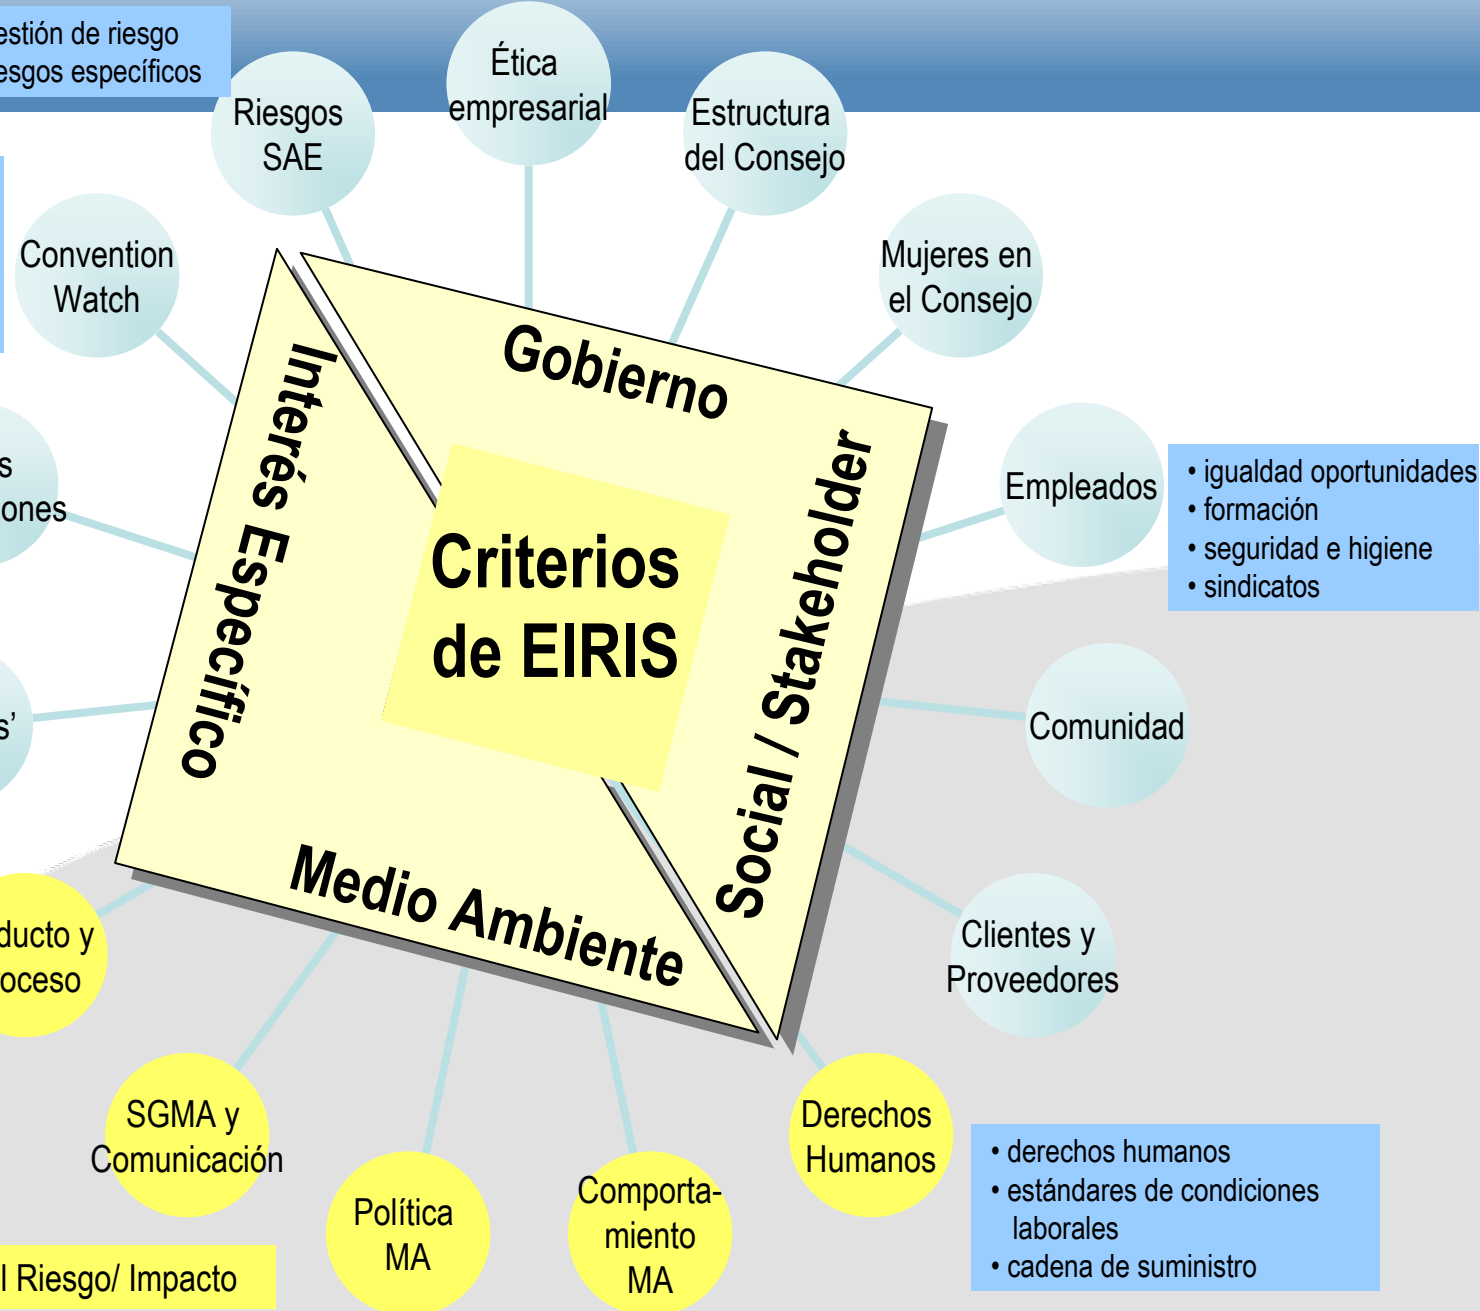 estión de riesgo
esgos específicos
Riesgos
SAE
Ética
empresarial
Estructura
del Consejo
Convention
Watch
Mujeres en
el Consejo
Gobierno
Interés Específico
Social / Stakeholder
Medio Ambiente
Criterios
de EIRIS
s
ones
s’
Empleados
• igualdad oportunidades
• formación
• seguridad e higiene
• sindicatos
Comunidad
Clientes y
Proveedores
ducto y
oceso
SGMA y
Comunicación
Política
MA
Comporta-
miento
MA
Derechos
Humanos
• derechos humanos
• estándares de condiciones
laborales
• cadena de suministro
l Riesgo/ Impacto